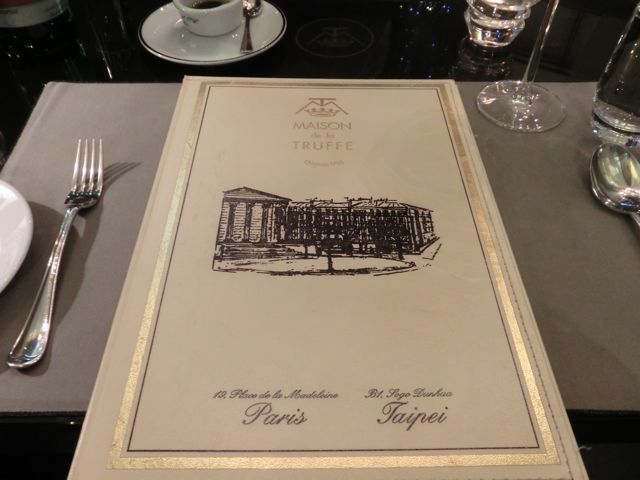 MAISON
de la
TRUFFE
19, Place de la Madeleine
Paris
B1, Sogo Dunhua
Taipei